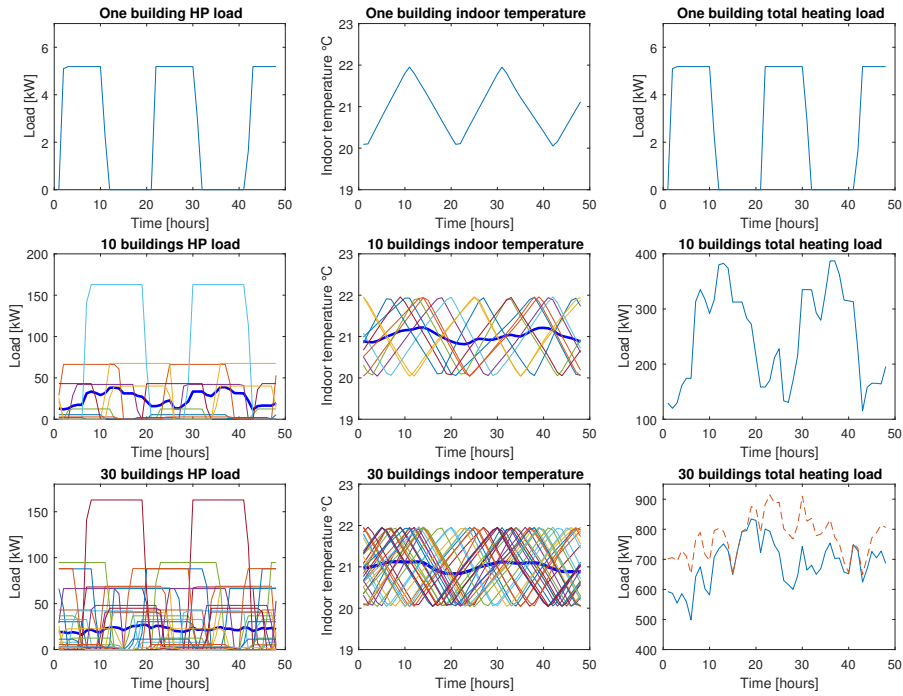 One building HP load
One building indoor temperature
One building total heating load
Load [kW]
6
4
2
0
0 10 20 30 40 50
Time [hours]
Indoor temperature °C
23
22
21
20
19
0 10 20 30 40 50
Time [hours]
Load [kW]
6
4
2
0
0 10 20 30 40 50
Time [hours]
10 buildings HP load
10 buildings indoor temperature
10 buildings total heating load
Load [kW]
200
150
100
50
0
0 10 20 30 40 50
Time [hours]
Indoor temperature °C
23
22
21
20
19
0 10 20 30 40 50
Time [hours]
Load [kW]
400
300
200
100
0 10 20 30 40 50
Time [hours]
30 buildings HP load
30 buildings indoor temperature
30 buildings total heating load
Load [kW]
150
100
50
0
0 10 20 30 40 50
Time [hours]
Indoor temperature °C
23
22
21
20
19
0 10 20 30 40 50
Time [hours]
Load [kW]
900
800
700
600
500
400
0 10 20 30 40 50
Time [hours]